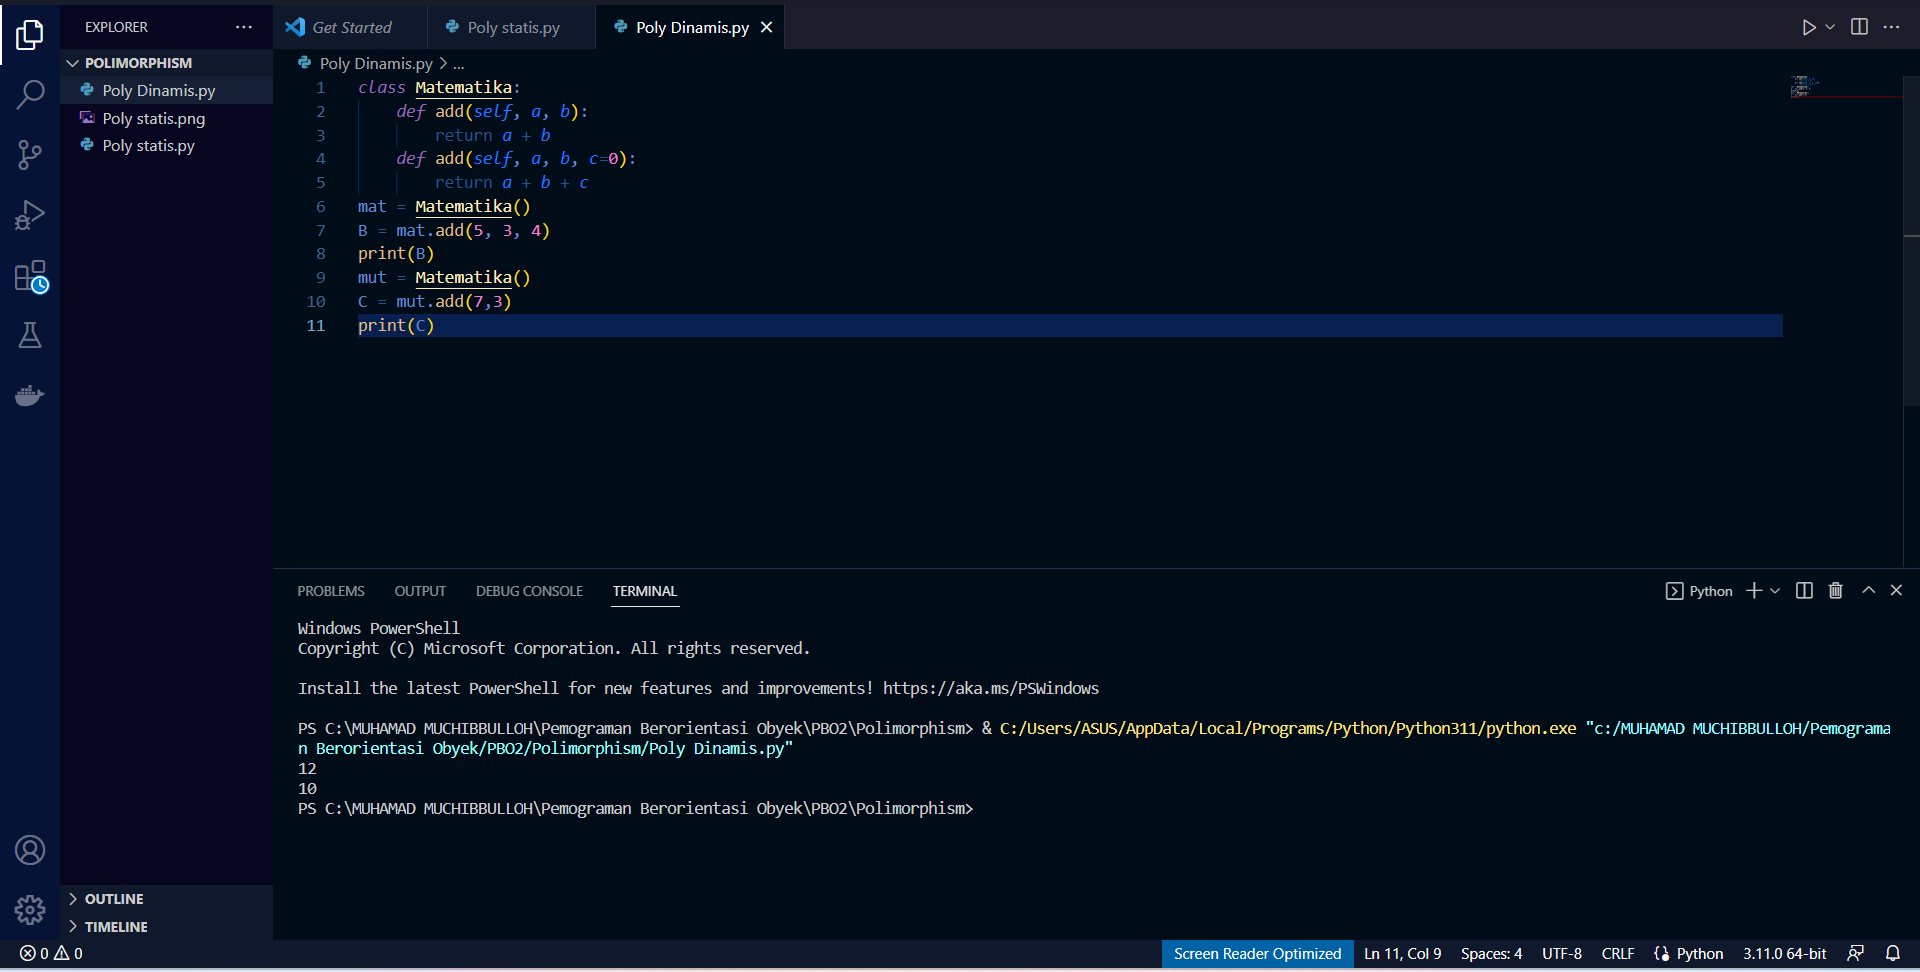 EXPLORER
POLIMORPHISM
Poly Dinamis.py
Poly statis.png
Poly statis.py
OUTLINE
TIMELINE
Get Started
Poly statis.py
Poly Dinamis.py
Poly Dinamis.py > ...
1 class Matematika:
2     def add(self, a, b):
3         return a + b
4     def add(self, a, b, c=0):
5         return a + b + c
6 mat = Matematika()
7 B = mat.add(5, 3, 4)
8 print(B)
9 mut = Matematika()
10 C = mut.add(7,3)
11 print(C)
PROBLEMS OUTPUT DEBUG CONSOLE TERMINAL Python
Windows PowerShell
Copyright (C) Microsoft Corporation. All rights reserved.
Install the latest PowerShell for new features and improvements! https://aka.ms/PSWindows
PS C:\MUHAMAD MUCHIBBULLOH\Pemograman Berorientasi Obyek\PBO2\Polimorphism> & C:/Users/ASUS/AppData/Local/Programs/Python/Python311/python.exe "c:/MUHAMAD MUCHIBBULLOH/Pemograma
n Berorientasi Obyek/PBO2/Polimorphism/Poly Dinamis.py"
12
10
PS C:\MUHAMAD MUCHIBBULLOH\Pemograman Berorientasi Obyek\PBO2\Polimorphism>
0 0 Screen Reader Optimized Ln 11, Col 9 Spaces: 4 UTF-8 CRLF Python 3.11.0 64-bit